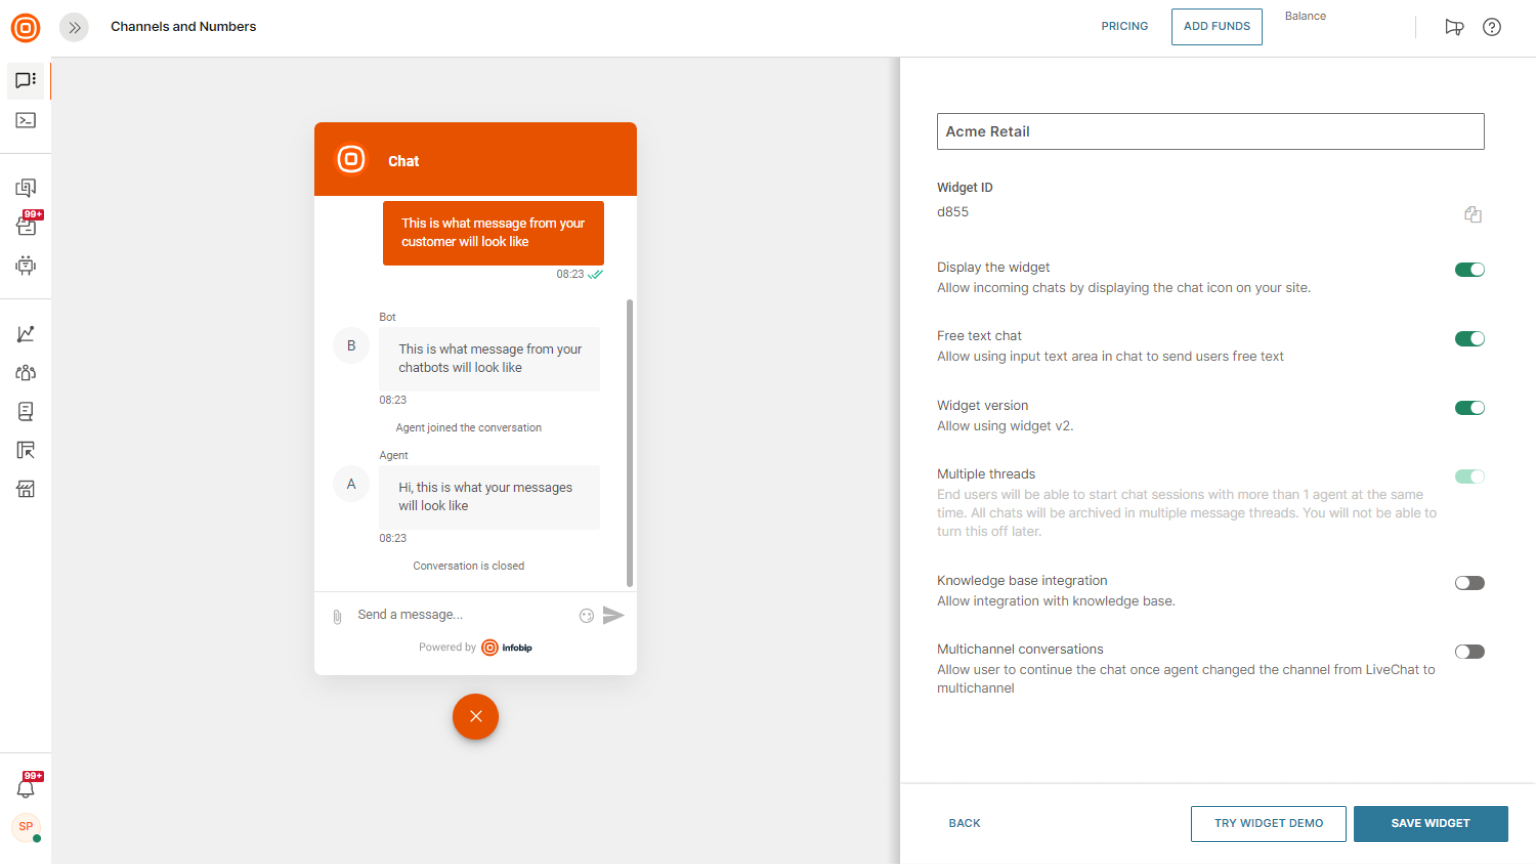 Channels and Numbers
PRICING
ADD FUNDS
Balance
99+
99+
SP
Chat
This is what message from your
customer will look like
08:23
Bot
B
This is what message from your
chatbots will look like
08:23
Agent joined the conversation
Agent
A
Hi, this is what your messages
will look like
08:23
Conversation is closed
Send a message...
Powered by infobip
Acme Retail
Widget ID
d855
Display the widget
Allow incoming chats by displaying the chat icon on your site.
Free text chat
Allow using input text area in chat to send users free text
Widget version
Allow using widget v2.
Multiple threads
End users will be able to start chat sessions with more than 1 agent at the same
time. All chats will be archived in multiple message threads. You will not be able to
turn this off later.
Knowledge base integration
Allow integration with knowledge base.
Multichannel conversations
Allow user to continue the chat once agent changed the channel from LiveChat to
multichannel
BACK
TRY WIDGET DEMO
SAVE WIDGET